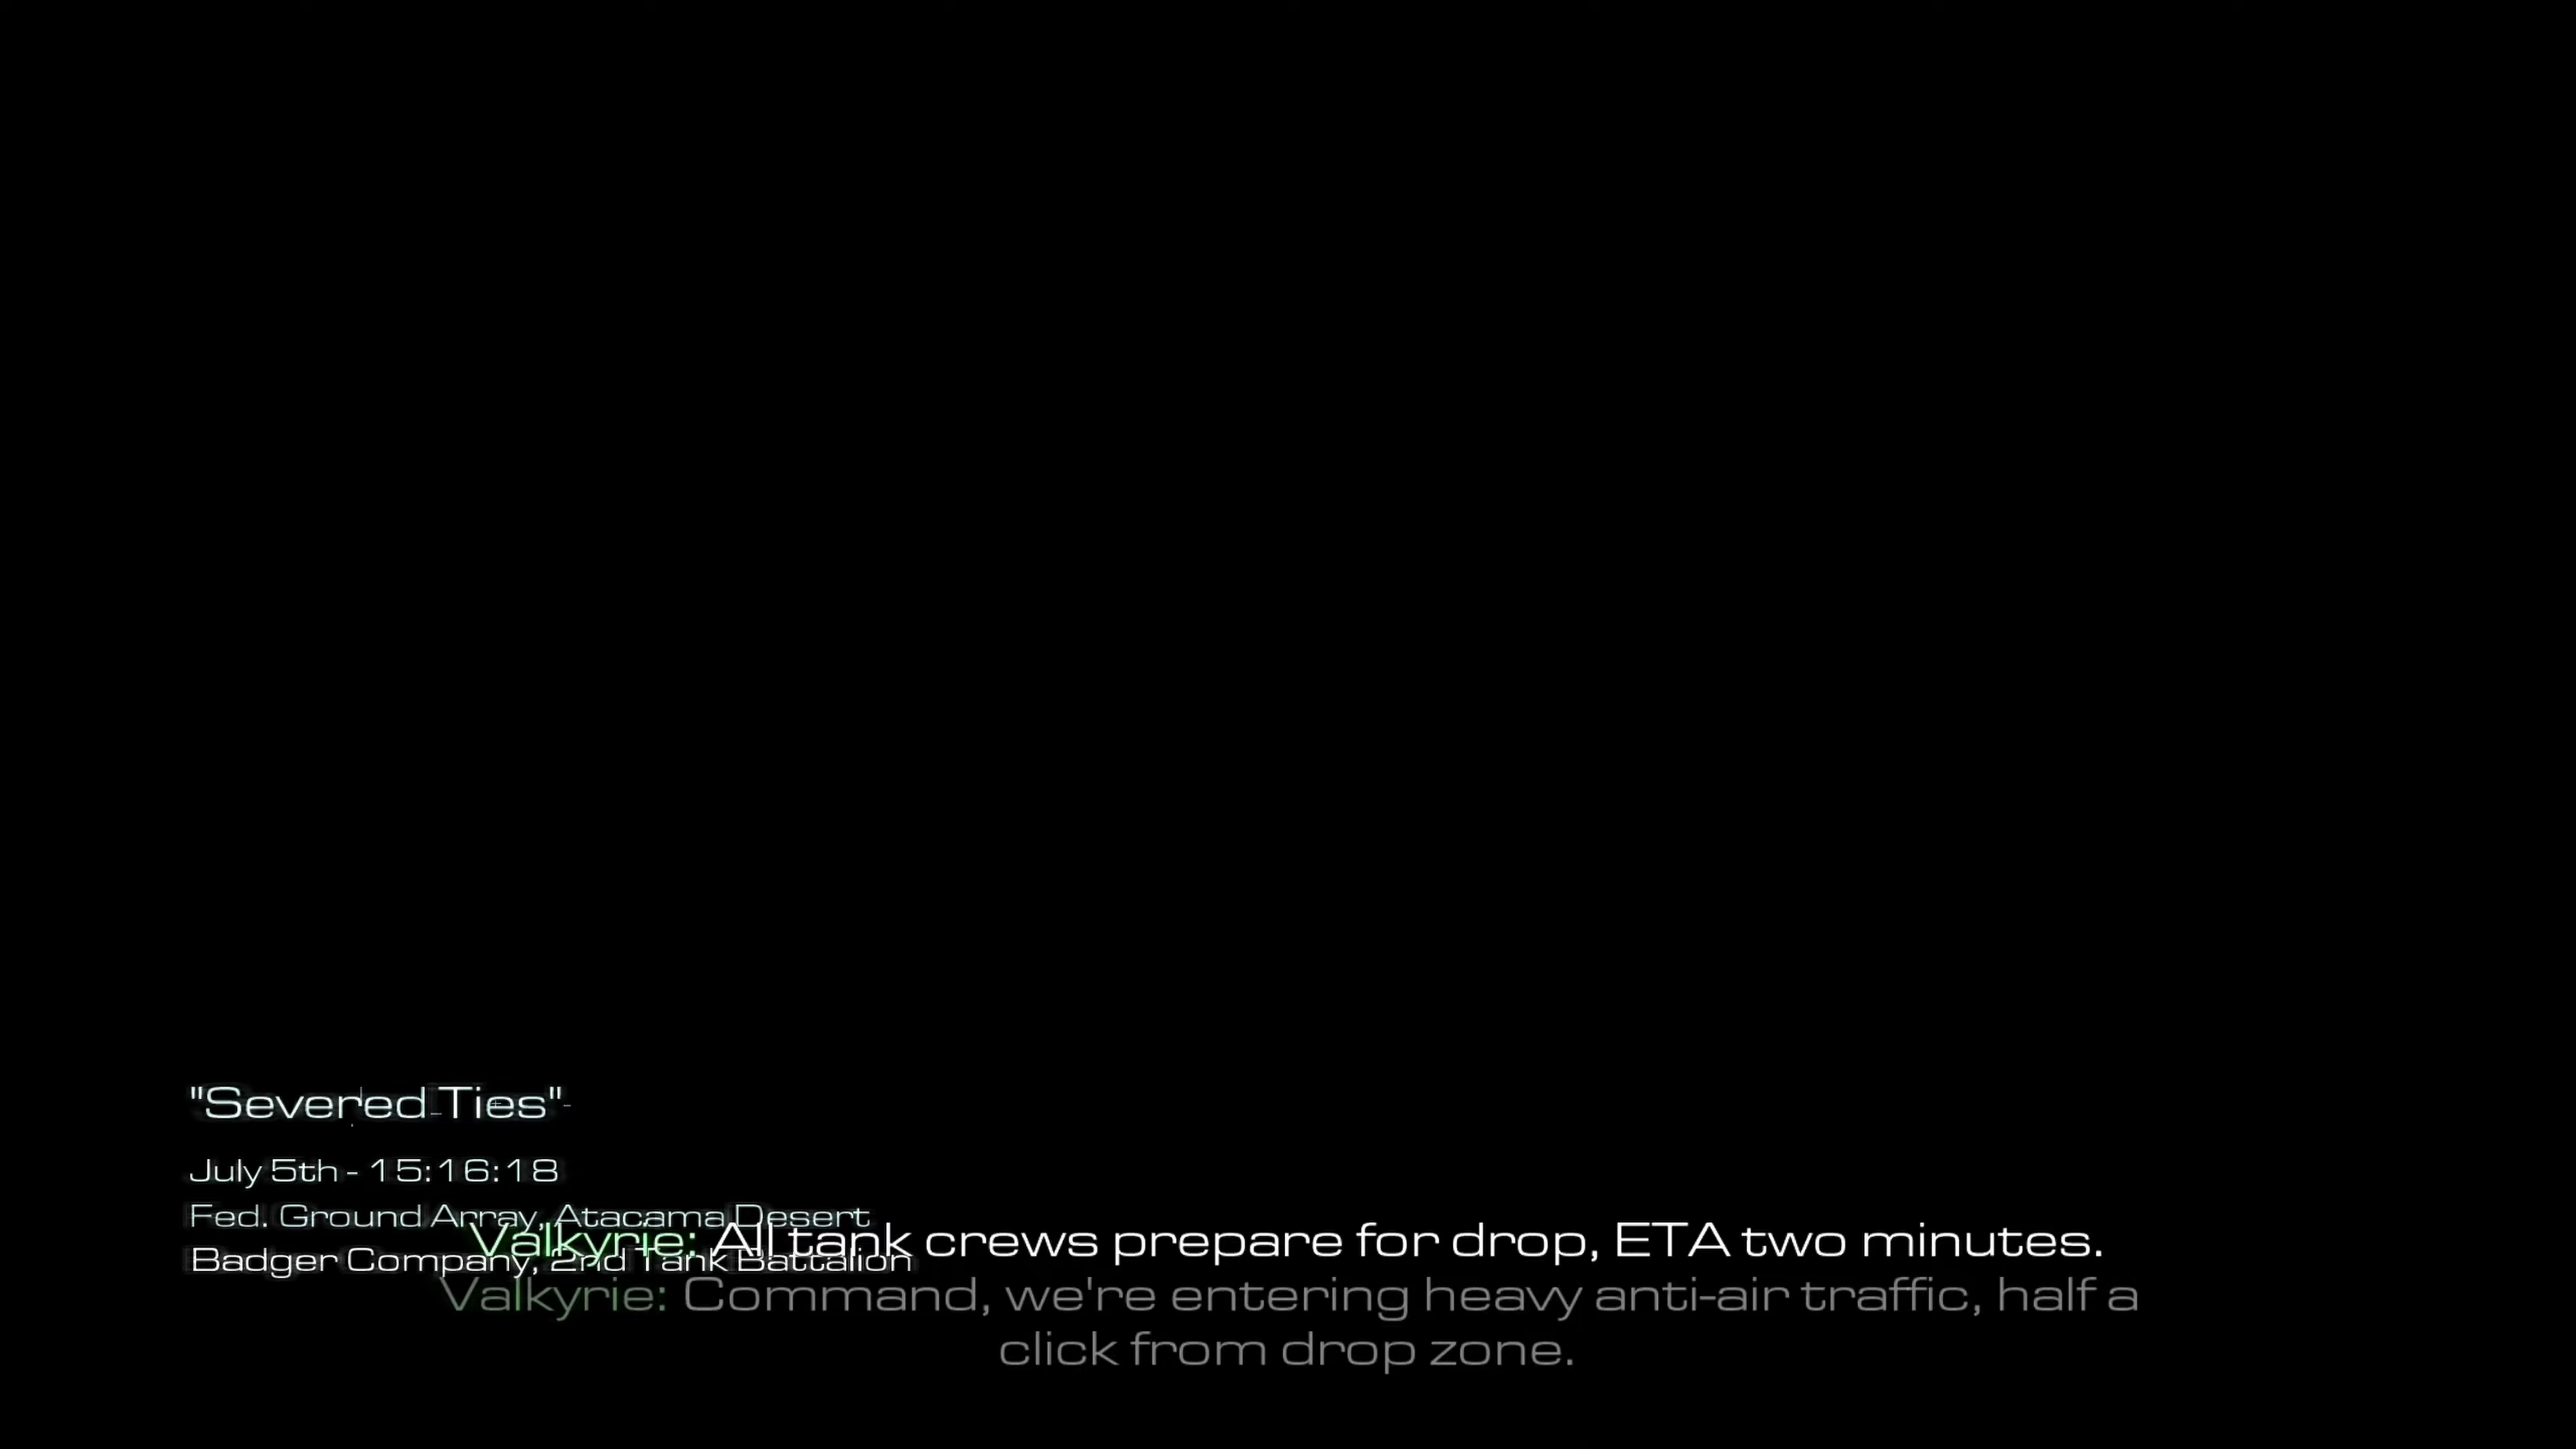 "Severed Ties"
July 5th - 15:16:18
Fed. Ground Array, Atacama Desert
Badger Company, 2nd Tank Battalion
Valkyrie: All tank crews prepare for drop, ETA two minutes.
Valkyrie: Command, we're entering heavy anti-air traffic, half a
click from drop zone.